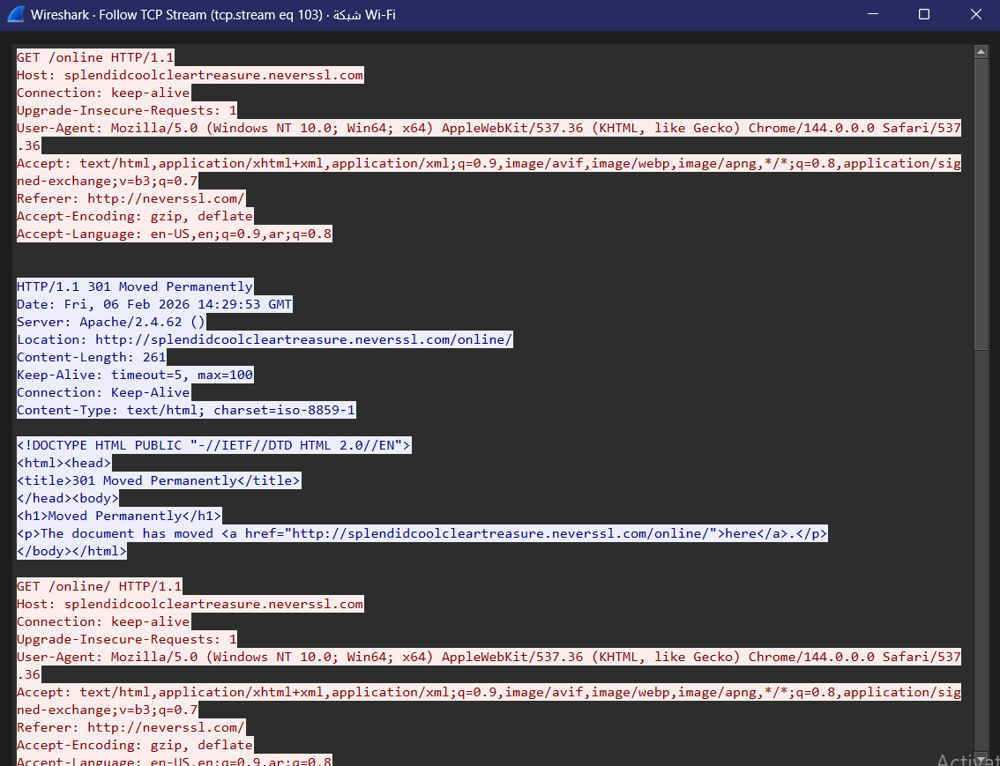 Wireshark · Follow TCP Stream (tcp.stream eq 103) · شبكة Wi-Fi
GET /online HTTP/1.1
Host: splendidcoolcleartreasure.neverssl.com
Connection: keep-alive
Upgrade-Insecure-Requests: 1
User-Agent: Mozilla/5.0 (Windows NT 10.0; Win64; x64) AppleWebKit/537.36 (KHTML, like Gecko) Chrome/144.0.0.0 Safari/537
.36
Accept: text/html,application/xhtml+xml,application/xml;q=0.9,image/avif,image/webp,image/apng,*/*;q=0.8,application/sig
ned-exchange;v=b3;q=0.7
Referer: http://neverssl.com/
Accept-Encoding: gzip, deflate
Accept-Language: en-US,en;q=0.9,ar;q=0.8
HTTP/1.1 301 Moved Permanently
Date: Fri, 06 Feb 2026 14:29:53 GMT
Server: Apache/2.4.62 ()
Location: http://splendidcoolcleartreasure.neverssl.com/online/
Content-Length: 261
Keep-Alive: timeout=5, max=100
Connection: Keep-Alive
Content-Type: text/html; charset=iso-8859-1
<!DOCTYPE HTML PUBLIC "-//IETF//DTD HTML 2.0//EN">
<html><head>
<title>301 Moved Permanently</title>
</head><body>
<h1>Moved Permanently</h1>
<p>The document has moved <a href="http://splendidcoolcleartreasure.neverssl.com/online/">here</a>.</p>
</body></html>
GET /online/ HTTP/1.1
Host: splendidcoolcleartreasure.neverssl.com
Connection: keep-alive
Upgrade-Insecure-Requests: 1
User-Agent: Mozilla/5.0 (Windows NT 10.0; Win64; x64) AppleWebKit/537.36 (KHTML, like Gecko) Chrome/144.0.0.0 Safari/537
.36
Accept: text/html,application/xhtml+xml,application/xml;q=0.9,image/avif,image/webp,image/apng,*/*;q=0.8,application/sig
ned-exchange;v=b3;q=0.7
Referer: http://neverssl.com/
Accept-Encoding: gzip, deflate
Accept-Language: en-US,en;q=0.9,ar;q=0.8
Activat